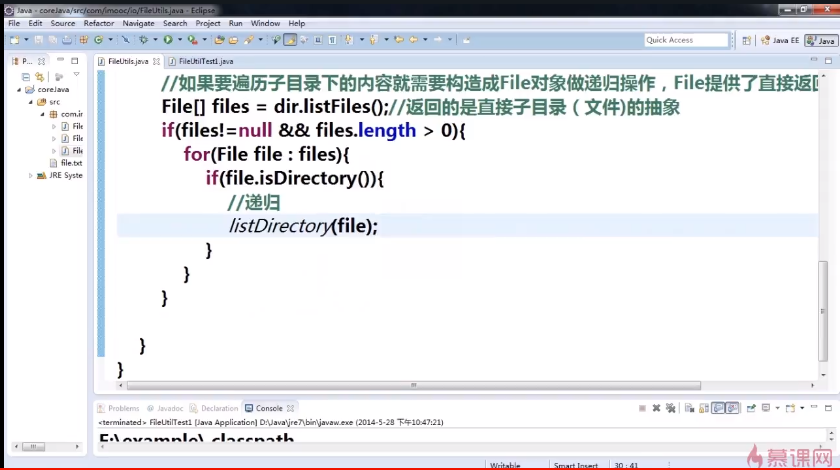 Java - coreJava/src/com/imooc/io/FileUtils.java - Eclipse
File Edit Source Refactor Navigate Search Project Run Window Help
Quick Access
Java EE
Java
P...
FileUtils.java
FileUtilTest1.java
coreJava
src
com.ir
Fil
Fil
Fil
file.txt
JRE Syste
//如果要遍历子目录下的内容就需要构造成File对象做递归操作，File提供了直接返回
File[] files = dir.listFiles();//返回的是直接子目录（文件)的抽象
if(files!=null && files.length > 0){
for(File file : files){
if(file.isDirectory()){
//递归
listDirectory(file);
}
}
}
}
}
Problems @ Javadoc Declaration Console
<terminated> FileUtilTest1 [Java Application] D:\Java\jre7\bin\javaw.exe (2014-5-28 下午10:47:21)
F:\example\.classpath
Writable
Smart Insert
30 : 41
慕课网